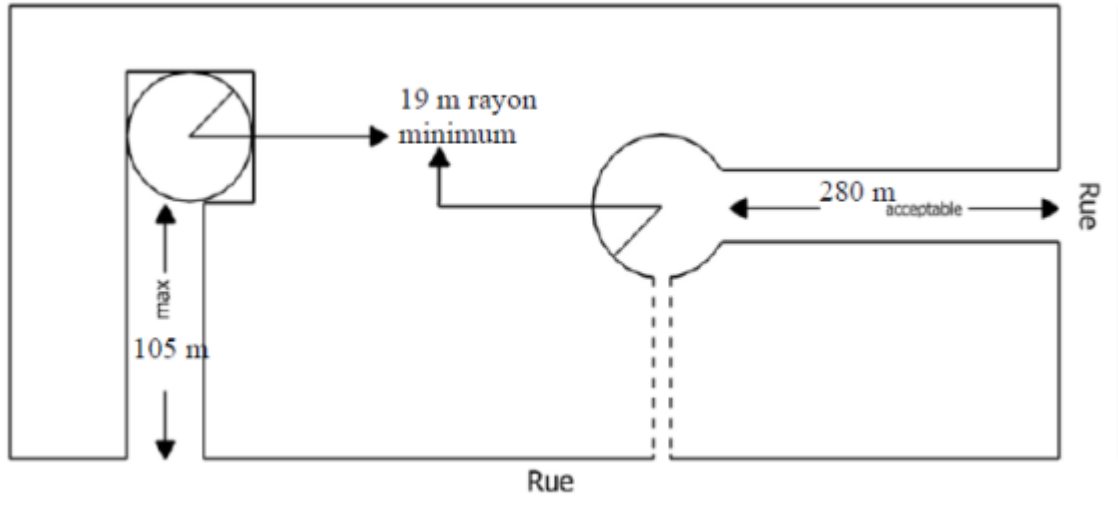 19 m rayon
minimum
280 m
acceptable
Rue
max
105 m
Rue